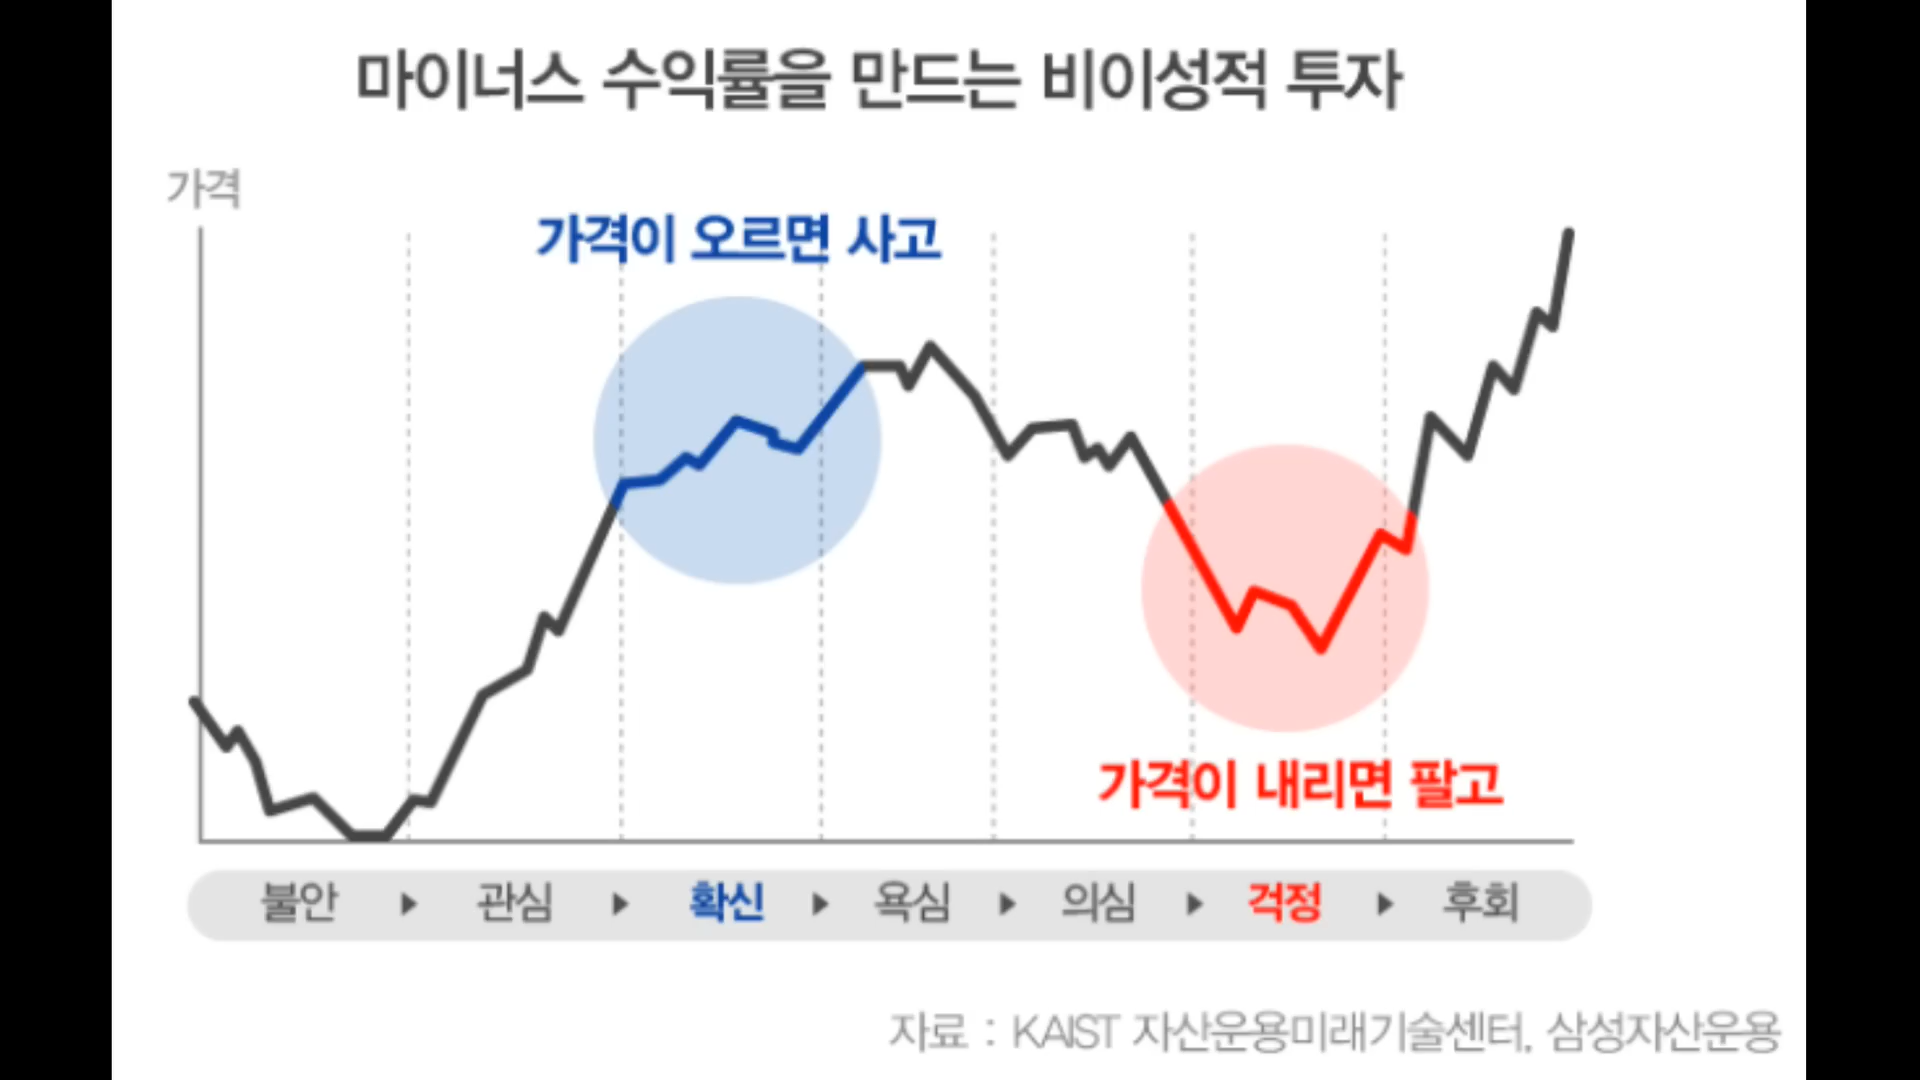 마이너스 수익률을 만드는 비이성적 투자
가격
가격이 오르면 사고
가격이 내리면 팔고
불안 ▶ 관심 ▶ 확신 ▶ 욕심 ▶ 의심 ▶ 걱정 ▶ 후회
자료 : KAIST 자산운용미래기술센터, 삼성자산운용